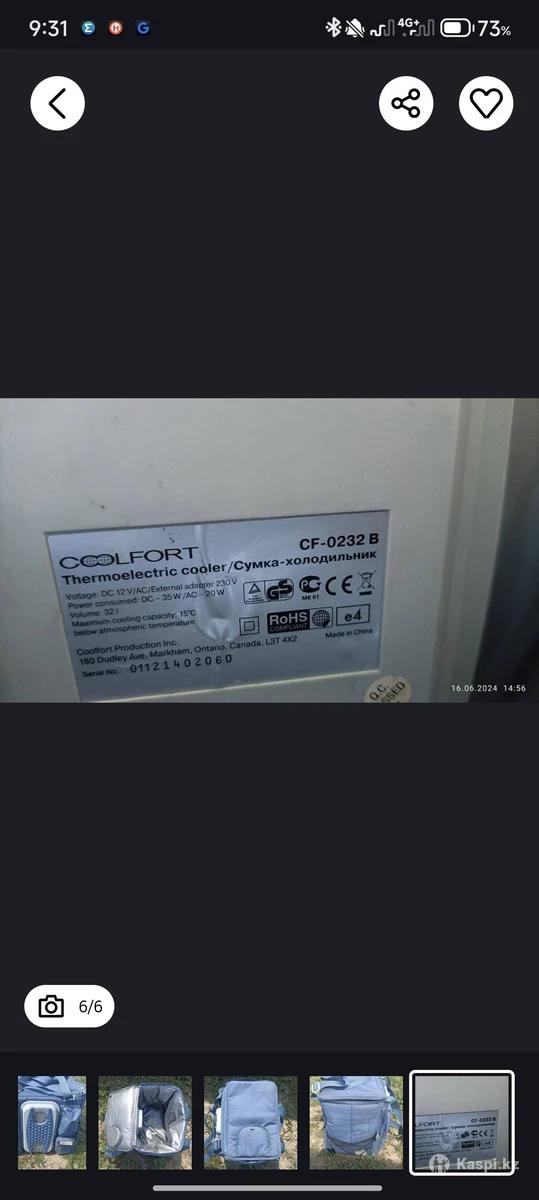 9:31
4G+
73%
COOLFORT
CF-0232 B
Thermoelectric cooler/Сумка-холодильник
Voltage: DC 12 V/AC/External adapter 230 V
Power consumed: DC – 35 W /AC – 20 W
Volume: 32 l
Maximum cooling capacity: 15°C
below atmospheric temperature
ME 61
RoHS
COMPLIANT
e4
Made in China
Coolfort Production Inc.
180 Dudley Ave, Markham, Ontario, Canada, L3T 4X2
Serial No.: 01121402060
Q.C.
16.06.2024 14:56
6/6
CF-0232 B
Kaspi.kz